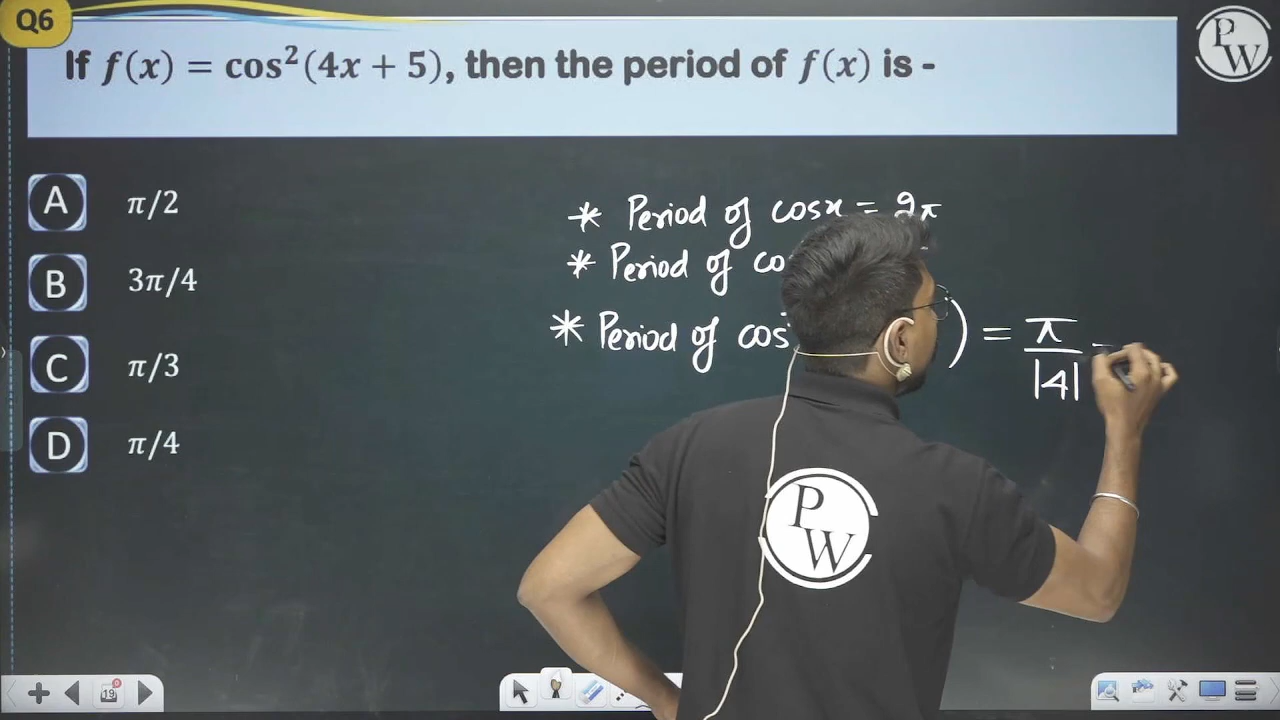 Q6
If f(x) = cos²(4x + 5), then the period of f(x) is -
P W
A π/2
B 3π/4
C π/3
D π/4
* Period of cosx = 2π
* Period of co
* Period of cos ) = π/|4| =
P W
19